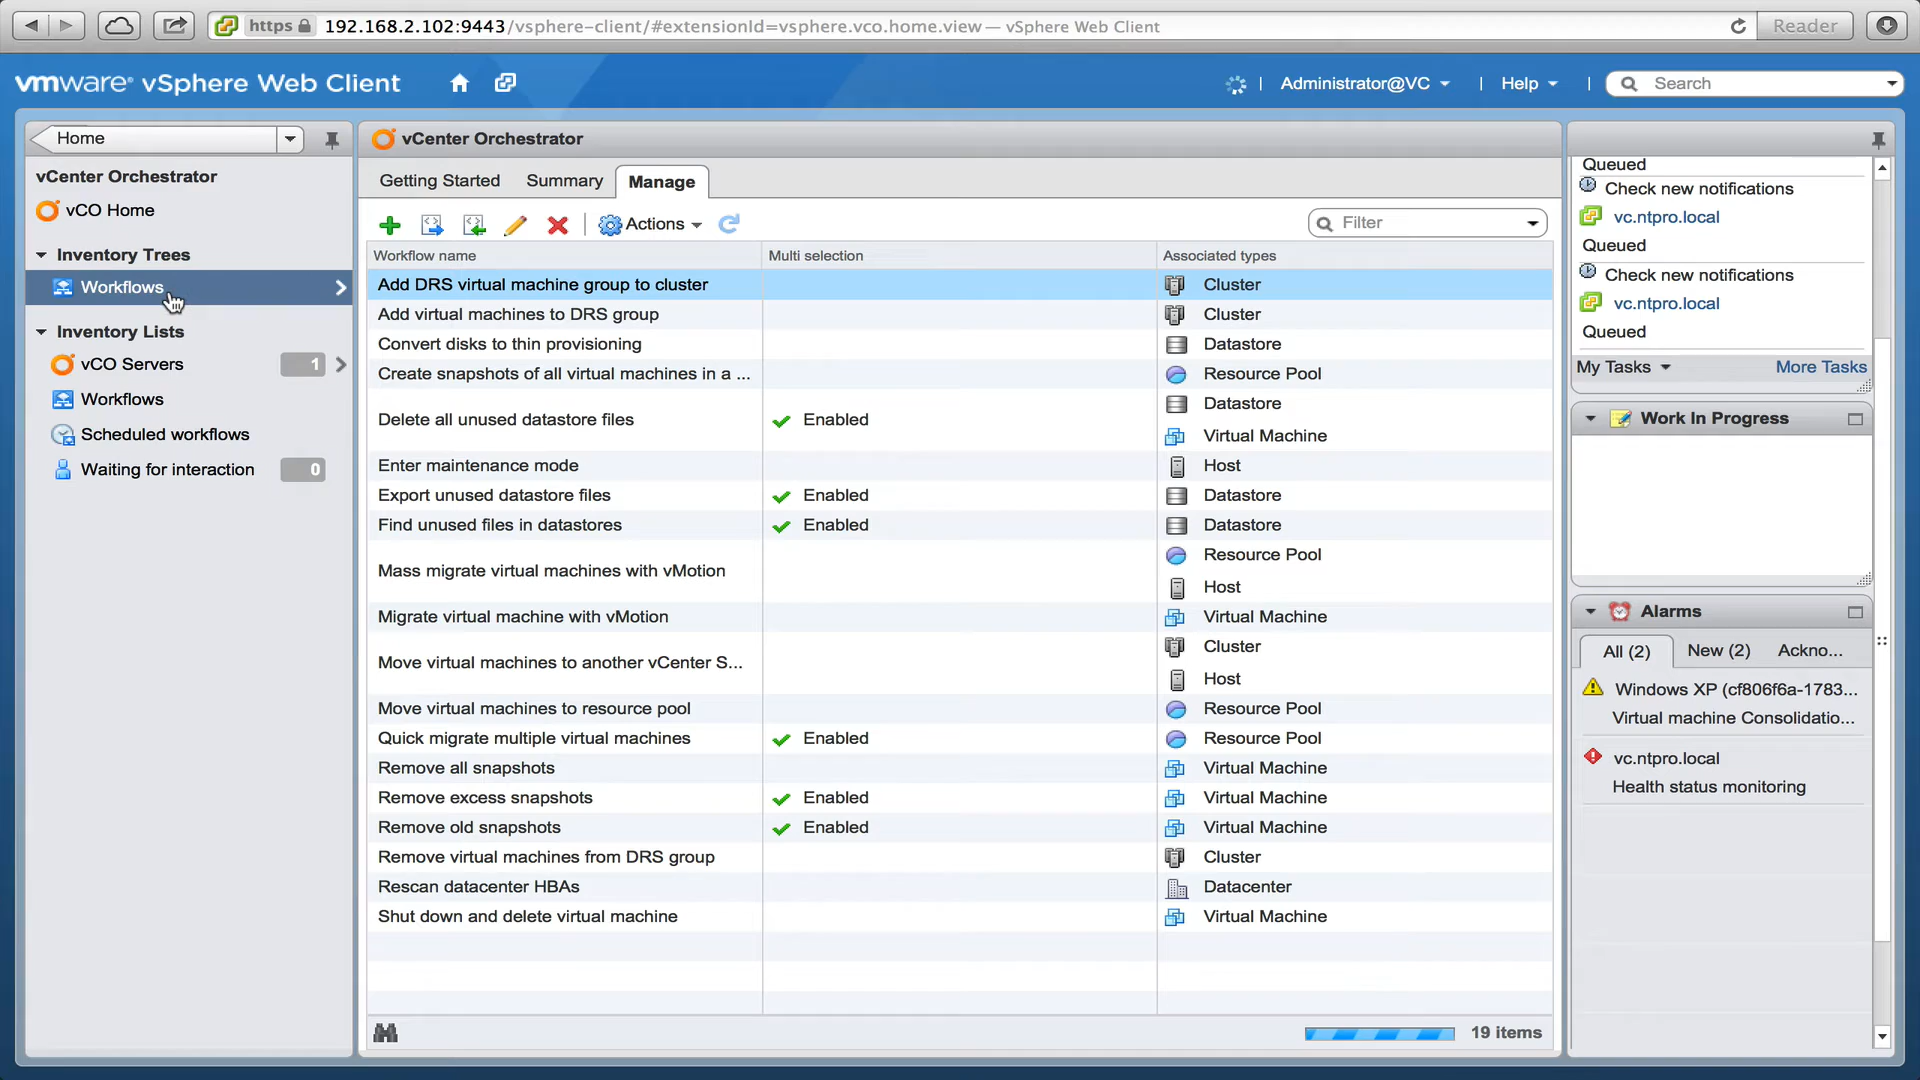 https 192.168.2.102:9443/vsphere-client/#extensionId=vsphere.vco.home.view — vSphere Web Client Reader
vmware® vSphere Web Client Administrator@VC Help Search
Home
vCenter Orchestrator
vCO Home
Inventory Trees
Workflows
Inventory Lists
vCO Servers 1
Workflows
Scheduled workflows
Waiting for interaction 0
vCenter Orchestrator
Getting Started Summary Manage
Actions Filter
Workflow name Multi selection Associated types
Add DRS virtual machine group to cluster Cluster
Add virtual machines to DRS group Cluster
Convert disks to thin provisioning Datastore
Create snapshots of all virtual machines in a ... Resource Pool
Delete all unused datastore files Enabled Datastore
Virtual Machine
Enter maintenance mode Host
Export unused datastore files Enabled Datastore
Find unused files in datastores Enabled Datastore
Mass migrate virtual machines with vMotion Resource Pool
Host
Migrate virtual machine with vMotion Virtual Machine
Move virtual machines to another vCenter S... Cluster
Host
Move virtual machines to resource pool Resource Pool
Quick migrate multiple virtual machines Enabled Resource Pool
Remove all snapshots Virtual Machine
Remove excess snapshots Enabled Virtual Machine
Remove old snapshots Enabled Virtual Machine
Remove virtual machines from DRS group Cluster
Rescan datacenter HBAs Datacenter
Shut down and delete virtual machine Virtual Machine
19 items
Queued
Check new notifications
vc.ntpro.local
Queued
Check new notifications
vc.ntpro.local
Queued
My Tasks More Tasks
Work In Progress
Alarms
All (2) New (2) Ackno...
Windows XP (cf806f6a-1783...
Virtual machine Consolidatio...
vc.ntpro.local
Health status monitoring